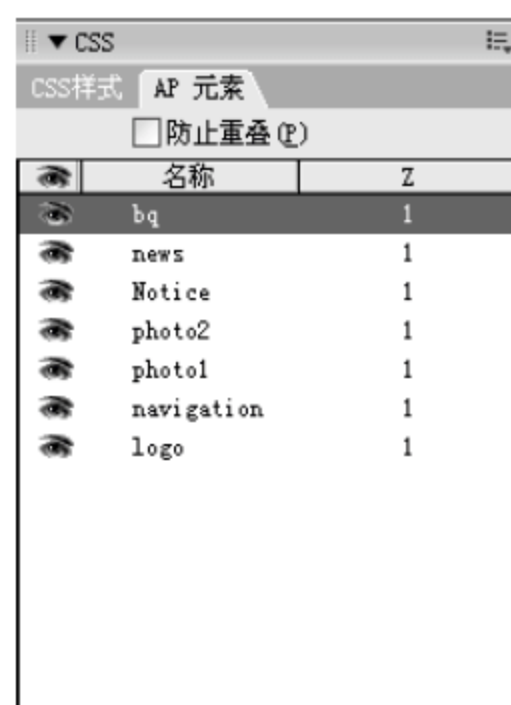 ▼ CSS
CSS样式 AP 元素
防止重叠(P)
名称 Z
bq 1
news 1
Notice 1
photo2 1
photo1 1
navigation 1
logo 1